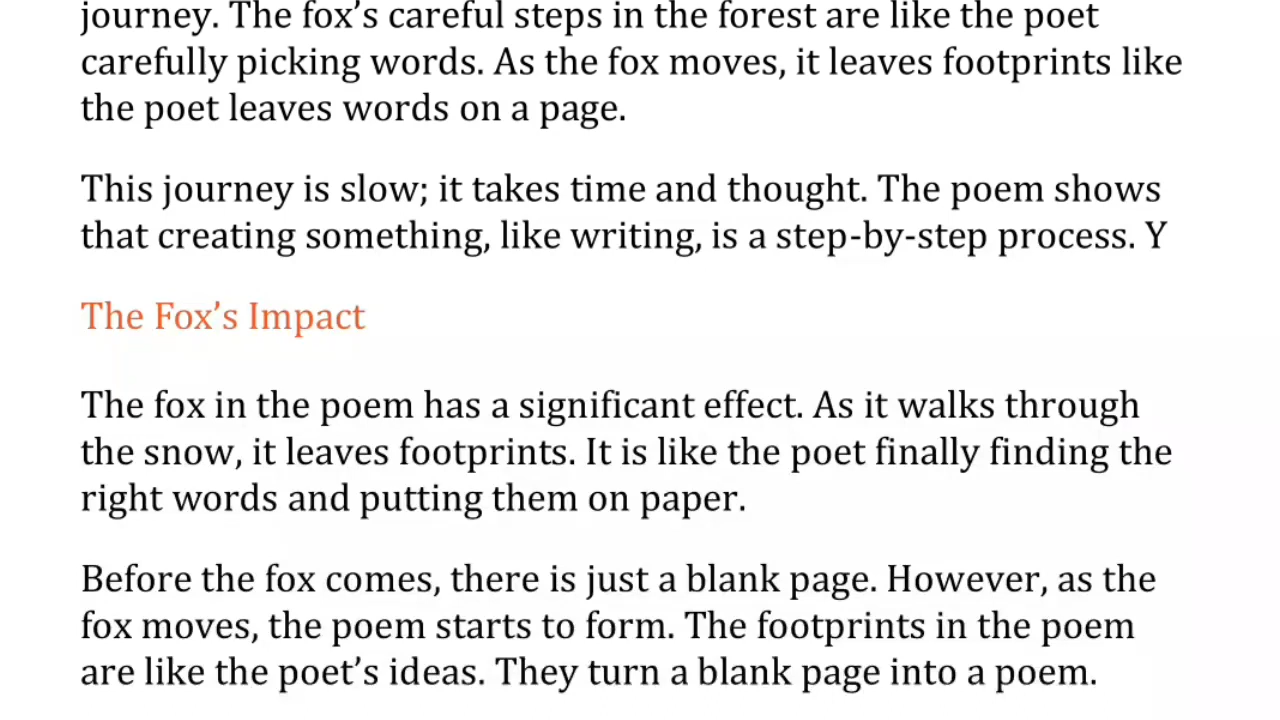 journey. The fox’s careful steps in the forest are like the poet
carefully picking words. As the fox moves, it leaves footprints like
the poet leaves words on a page.
This journey is slow; it takes time and thought. The poem shows
that creating something, like writing, is a step-by-step process. Y
The Fox’s Impact
The fox in the poem has a significant effect. As it walks through
the snow, it leaves footprints. It is like the poet finally finding the
right words and putting them on paper.
Before the fox comes, there is just a blank page. However, as the
fox moves, the poem starts to form. The footprints in the poem
are like the poet’s ideas. They turn a blank page into a poem.